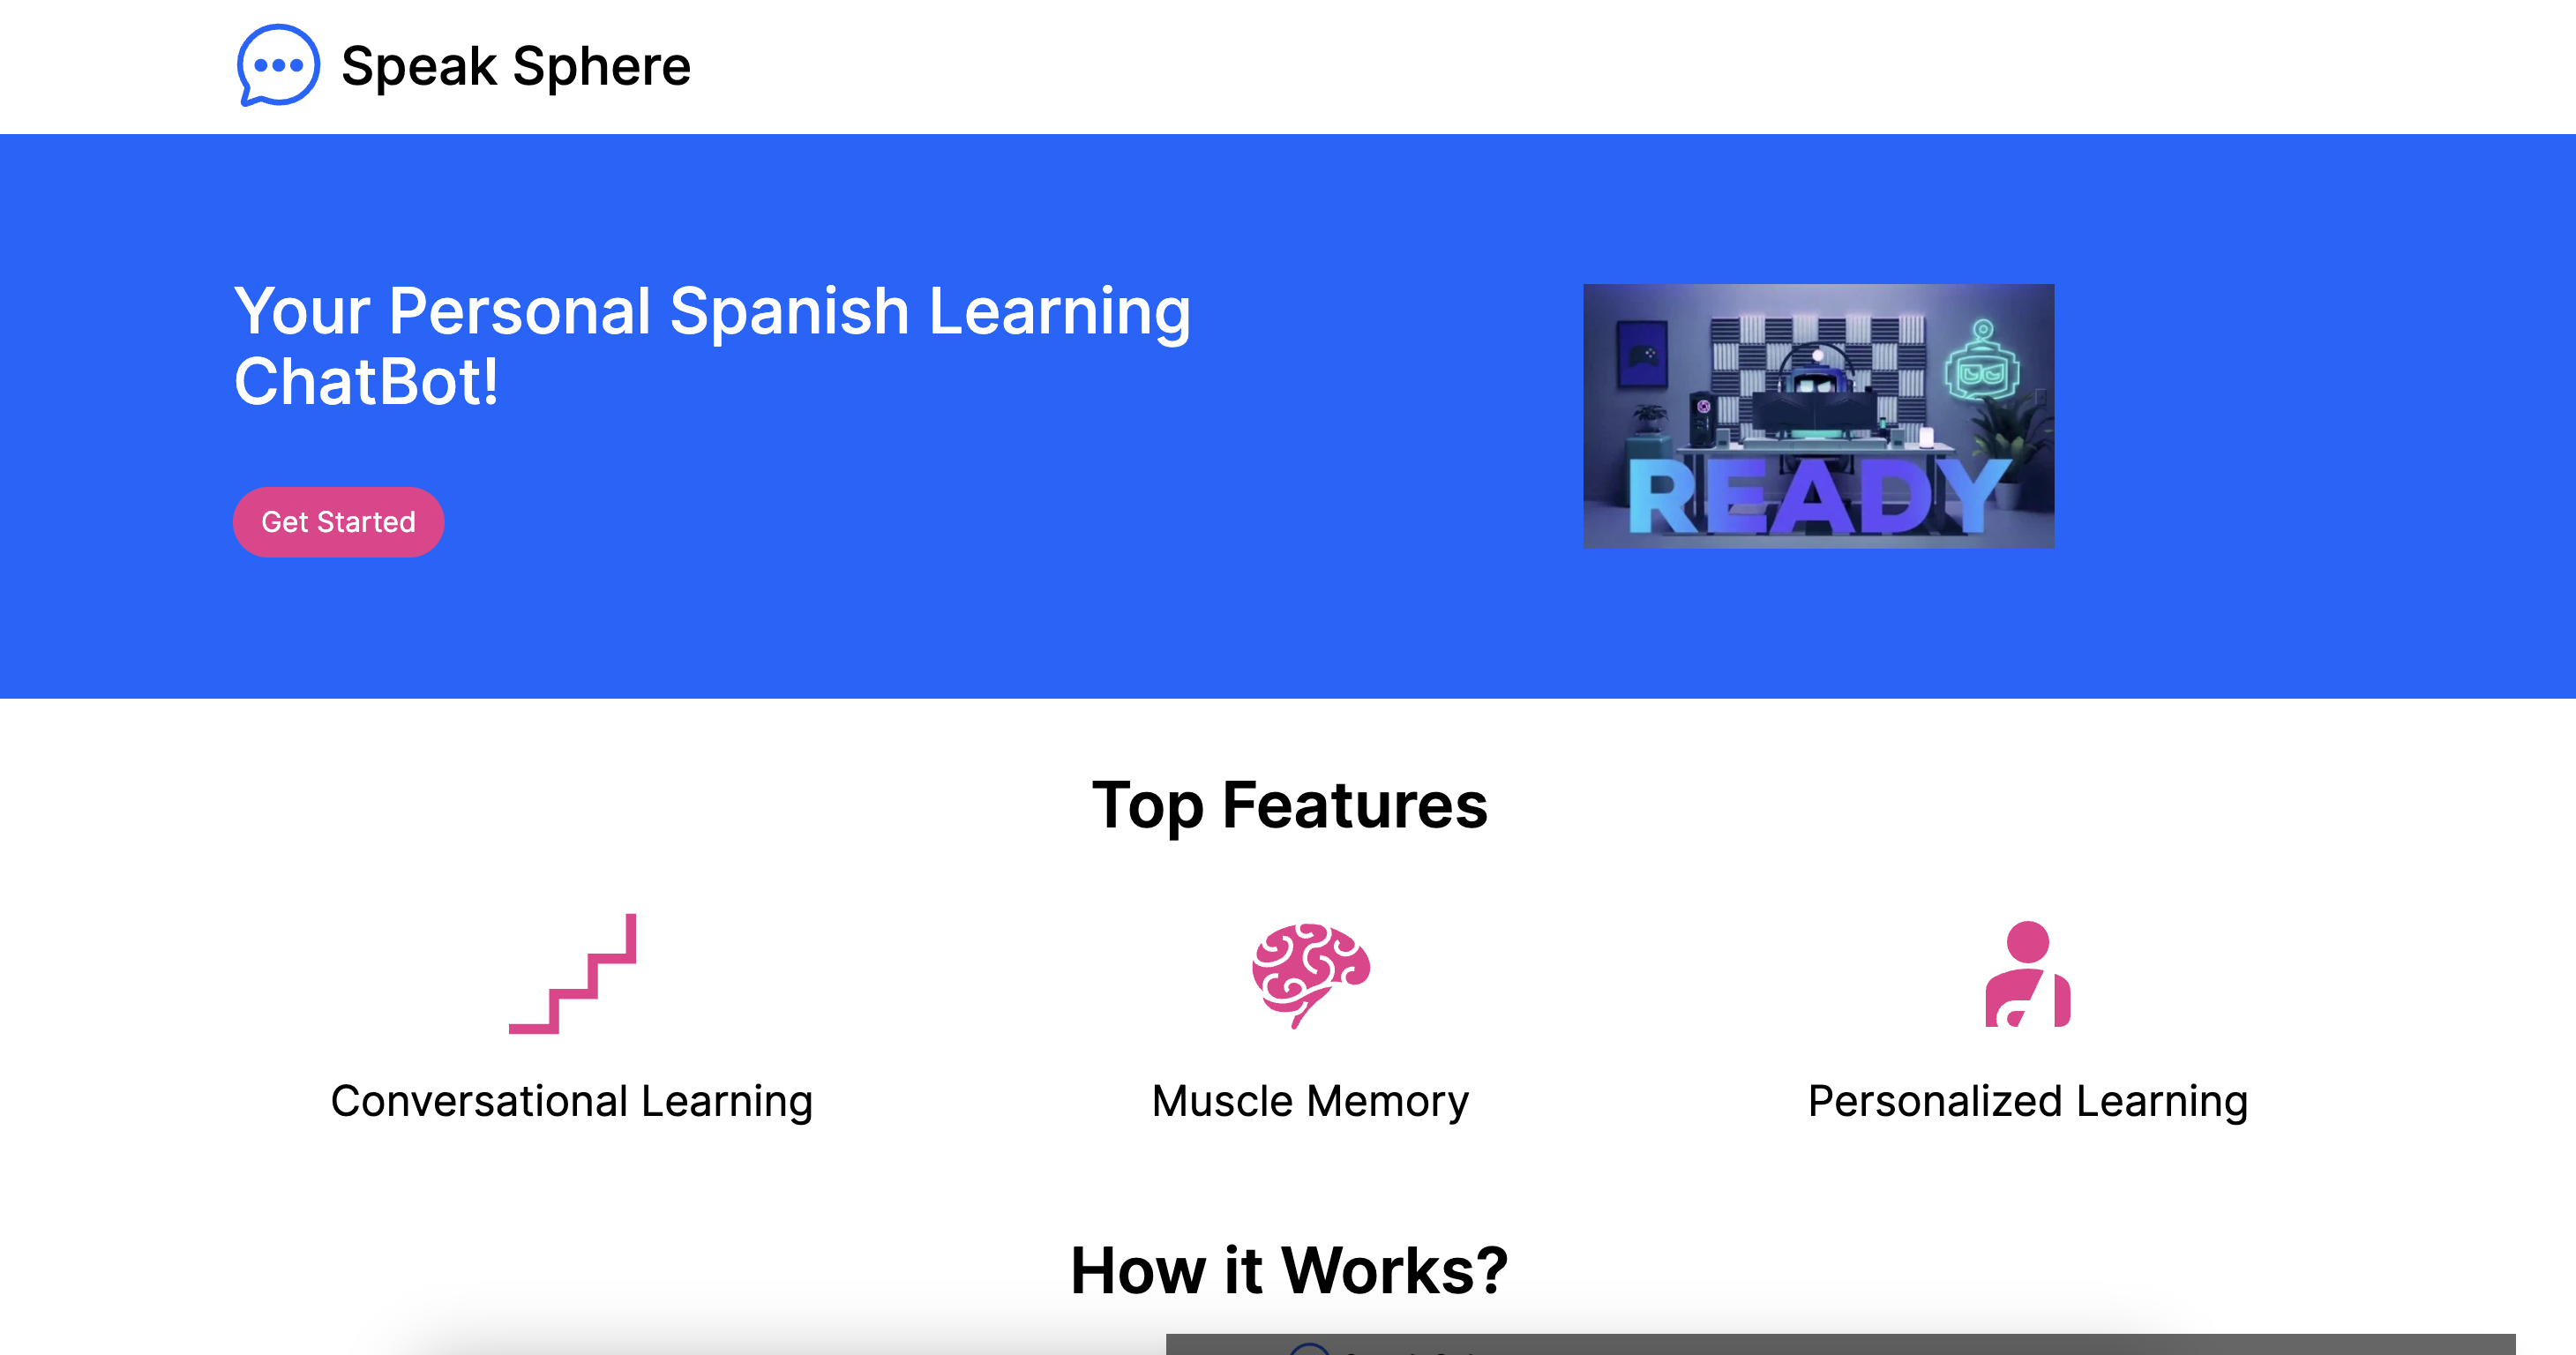 Speak Sphere
Your Personal Spanish Learning
ChatBot!
READY
Get Started
Top Features
Conversational Learning
Muscle Memory
Personalized Learning
How it Works?